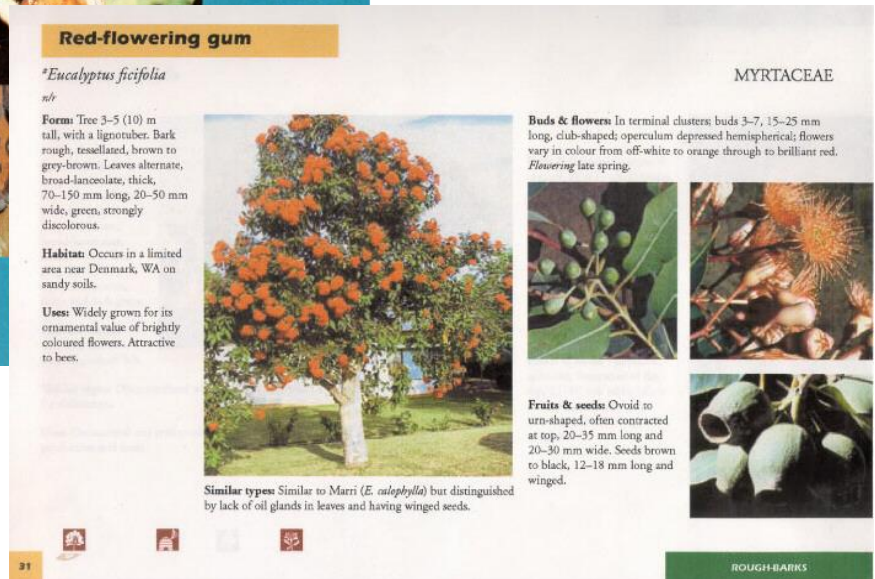 Red-flowering gum
*Eucalyptus ficifolia
MYRTACEAE
n/r
Form: Tree 3–5 (10) m
tall, with a lignotuber. Bark
rough, tessellated, brown to
grey-brown. Leaves alternate,
broad-lanceolate, thick,
70–150 mm long, 20–50 mm
wide, green, strongly
discolorous.
Habitat: Occurs in a limited
area near Denmark, WA on
sandy soils.
Uses: Widely grown for its
ornamental value of brightly
coloured flowers. Attractive
to bees.
Similar types: Similar to Marri (E. calophylla) but distinguished
by lack of oil glands in leaves and having winged seeds.
Buds & flowers: In terminal clusters; buds 3–7, 15–25 mm
long, club-shaped; operculum depressed hemispherical; flowers
vary in colour from off-white to orange through to brilliant red.
Flowering late spring.
Fruits & seeds: Ovoid to
urn-shaped, often contracted
at top, 20–35 mm long and
20–30 mm wide. Seeds brown
to black, 12–18 mm long and
winged.
31
ROUGH-BARKS